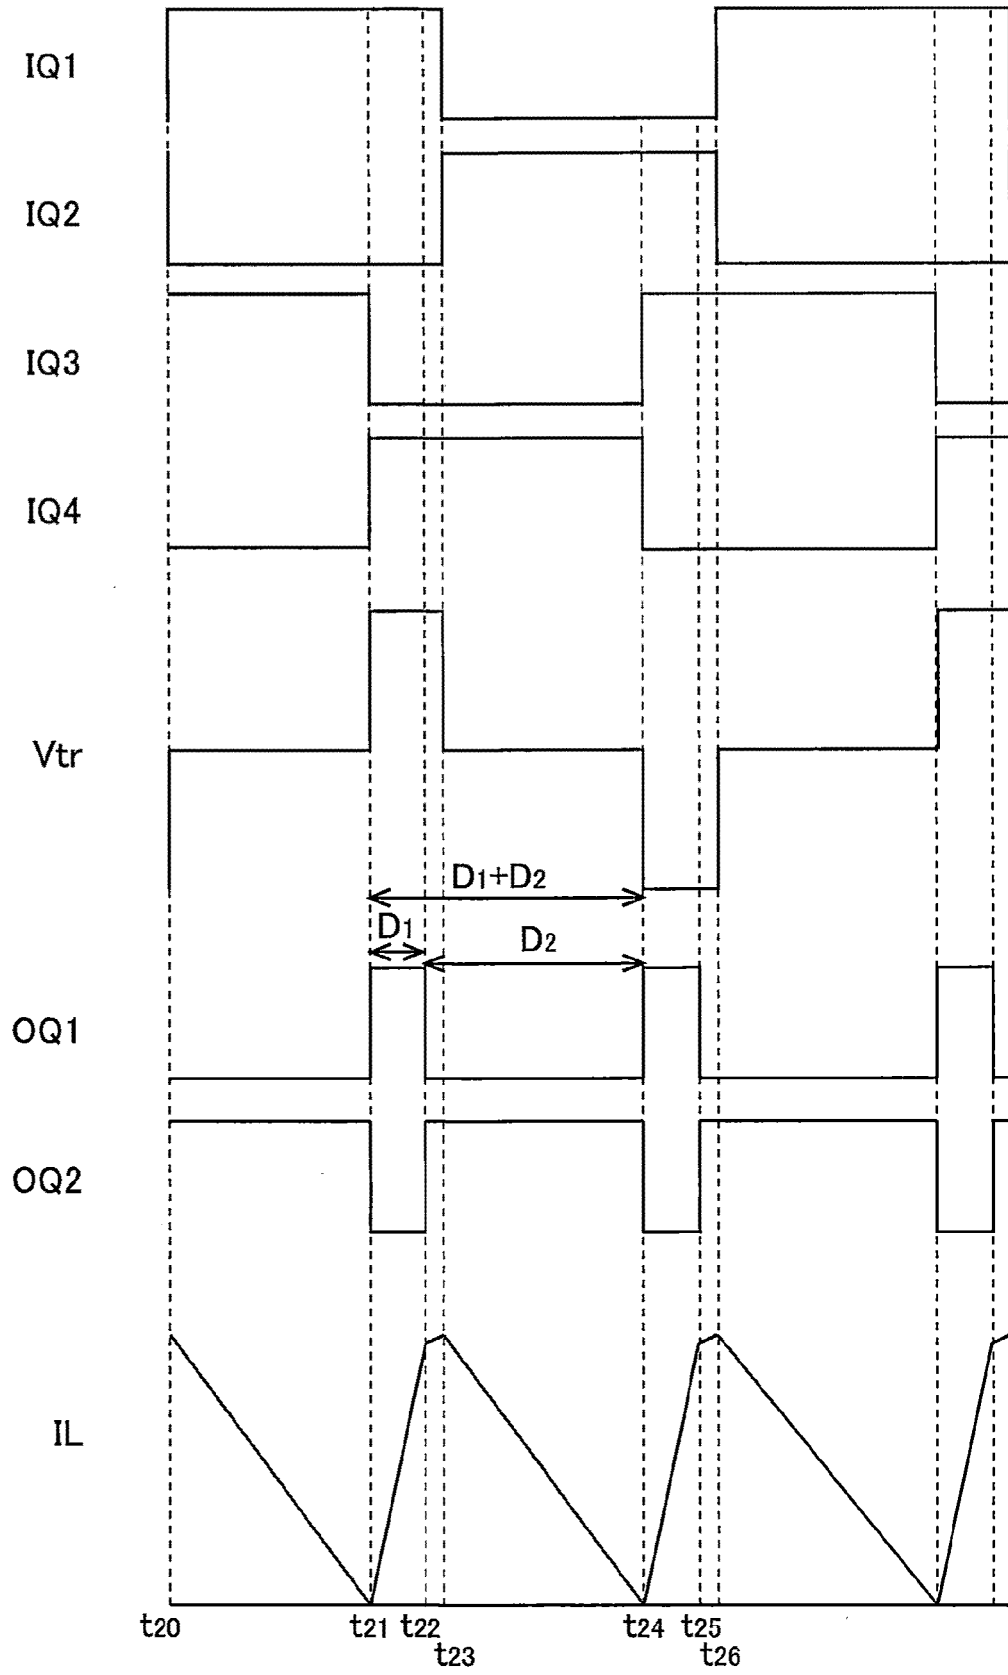 IQ1
IQ2
IQ3
IQ4
Vtr
D1+D2
D1
D2
OQ1
OQ2
IL
t20 t21 t22 t24 t25
t23 t26